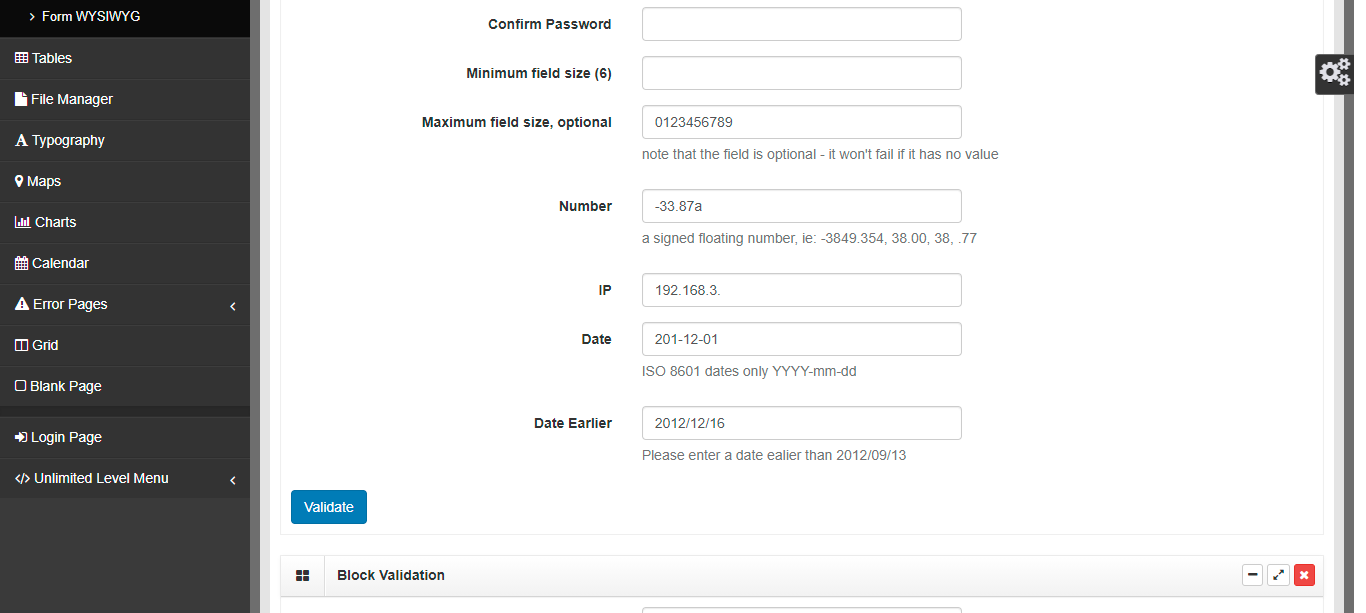 Form WYSIWYG
Tables
File Manager
Typography
Maps
Charts
Calendar
Error Pages
Grid
Blank Page
Login Page
Unlimited Level Menu
Confirm Password
Minimum field size (6)
Maximum field size, optional
0123456789
note that the field is optional - it won't fail if it has no value
Number
-33.87a
a signed floating number, ie: -3849.354, 38.00, 38, .77
IP
192.168.3.
Date
201-12-01
ISO 8601 dates only YYYY-mm-dd
Date Earlier
2012/12/16
Please enter a date ealier than 2012/09/13
Validate
Block Validation